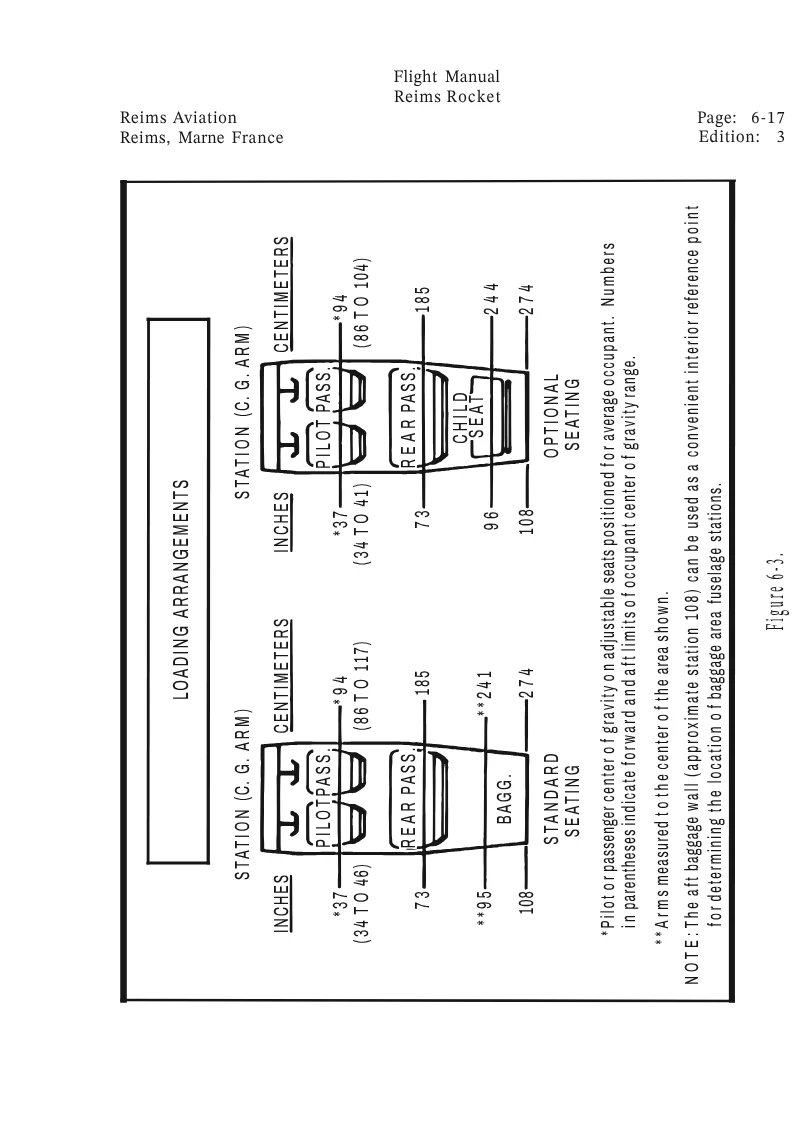 Flight Manual
Reims Rocket
Reims Aviation
Reims, Marne France
Page: 6-17
Edition: 3
LOADING ARRANGEMENTS
STATION (C. G. ARM)
INCHES
CENTIMETERS
PILOT PASS.
*37
*94
(34 TO 46)
(86 TO 117)
REAR PASS.
73
185
**95
**241
BAGG.
108
274
STANDARD
SEATING
STATION (C. G. ARM)
INCHES
CENTIMETERS
PILOT PASS.
*37
*94
(34 TO 41)
(86 TO 104)
REAR PASS.
73
185
CHILD
SEAT
96
244
108
274
OPTIONAL
SEATING
*Pilot or passenger center of gravity on adjustable seats positioned for average occupant. Numbers
in parentheses indicate forward and aft limits of occupant center of gravity range.
**Arms measured to the center of the area shown.
NOTE: The aft baggage wall (approximate station 108) can be used as a convenient interior reference point
for determining the location of baggage area fuselage stations.
Figure 6-3.